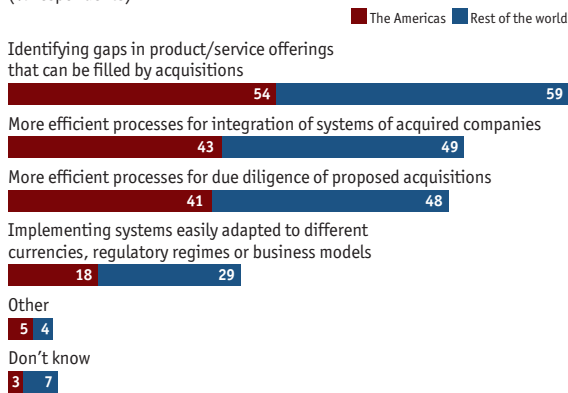 The Americas Rest of the world
Identifying gaps in product/service offerings
that can be filled by acquisitions
54 59
More efficient processes for integration of systems of acquired companies
43 49
More efficient processes for due diligence of proposed acquisitions
41 48
Implementing systems easily adapted to different
currencies, regulatory regimes or business models
18 29
Other
5 4
Don’t know
3 7